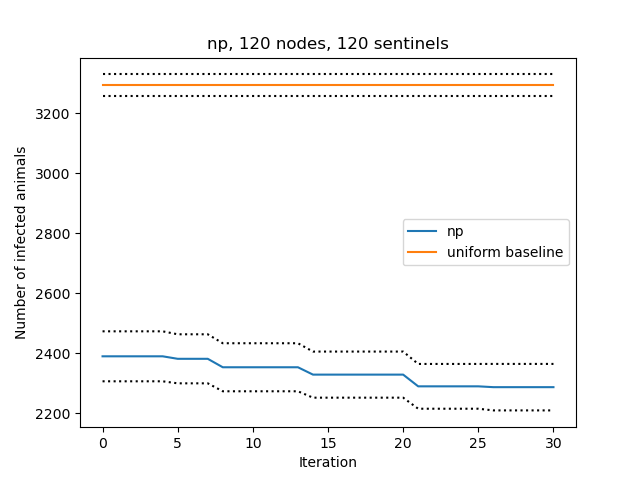 np, 120 nodes, 120 sentinels
Number of infected animals
3200
3000
2800
2600
2400
2200
np
uniform baseline
0 5 10 15 20 25 30
Iteration